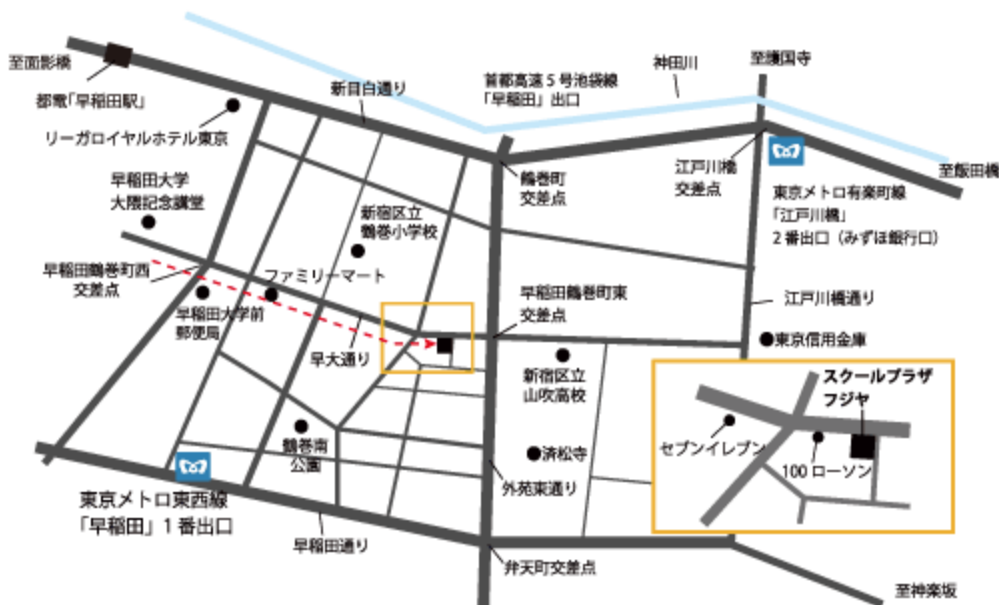 至面影橋
都電「早稲田駅」
リーガロイヤルホテル東京
新目白通り
首都高速5号池袋線
「早稲田」出口
神田川
至護国寺
早稲田大学
大隈記念講堂
新宿区立
鶴巻小学校
鶴巻町
交差点
江戸川橋
交差点
至飯田橋
東京メトロ有楽町線
「江戸川橋」
2番出口（みずほ銀行口）
早稲田鶴巻町西
交差点
ファミリーマート
早稲田大学前
郵便局
早大通り
早稲田鶴巻町東
交差点
江戸川橋通り
東京信用金庫
新宿区立
山吹高校
済松寺
外苑東通り
鶴巻南
公園
東京メトロ東西線
「早稲田」1番出口
早稲田通り
弁天町交差点
至神楽坂
スクールプラザ
フジヤ
セブンイレブン
100ローソン